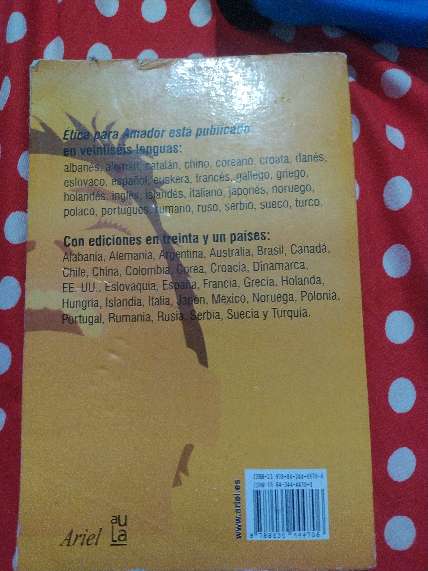 Ética para Amador está publicado
en veintiséis lenguas:
albanés, alemán, catalán, chino, coreano, croata, danés,
eslovaco, español, euskera, francés, gallego, griego,
holandés, inglés, islandés, italiano, japonés, noruego,
polaco, portugués, rumano, ruso, serbio, sueco, turco.
Con ediciones en treinta y un países:
Alabania, Alemania, Argentina, Australia, Brasil, Canadá,
Chile, China, Colombia, Corea, Croacia, Dinamarca,
EE. UU., Eslovaquia, España, Francia, Grecia, Holanda,
Hungría, Islandia, Italia, Japón, México, Noruega, Polonia,
Portugal, Rumania, Rusia, Serbia, Suecia y Turquía.
Ariel
aula
www.ariel.es